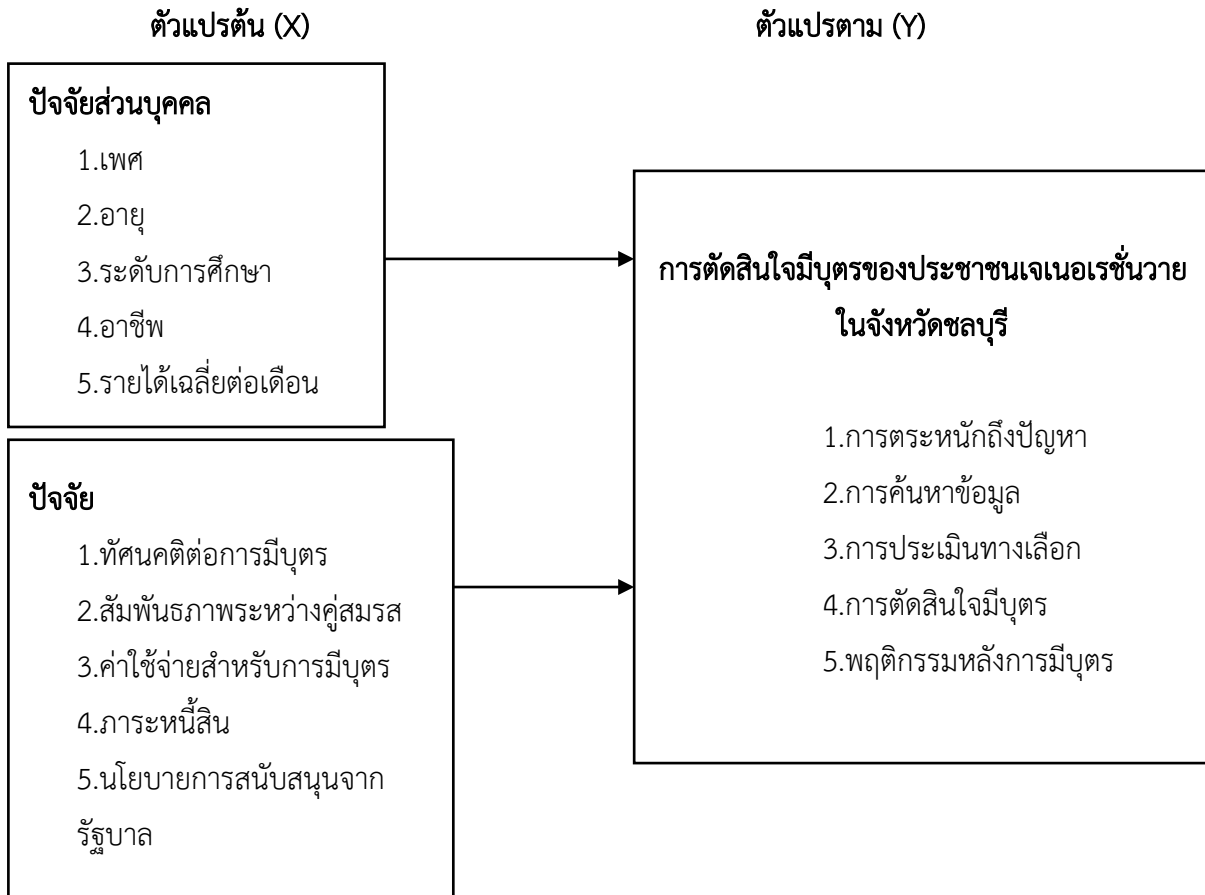 ตัวแปรต้น (X)
ตัวแปรตาม (Y)
ปัจจัยส่วนบุคคล
1.เพศ
2.อายุ
3.ระดับการศึกษา
4.อาชีพ
5.รายได้เฉลี่ยต่อเดือน
ปัจจัย
1.ทัศนคติต่อการมีบุตร
2.สัมพันธภาพระหว่างคู่สมรส
3.ค่าใช้จ่ายสำหรับการมีบุตร
4.ภาระหนี้สิน
5.นโยบายการสนับสนุนจาก
รัฐบาล
การตัดสินใจมีบุตรของประชาชนเจเนอเรชั่นวาย
ในจังหวัดชลบุรี
1.การตระหนักถึงปัญหา
2.การค้นหาข้อมูล
3.การประเมินทางเลือก
4.การตัดสินใจมีบุตร
5.พฤติกรรมหลังการมีบุตร